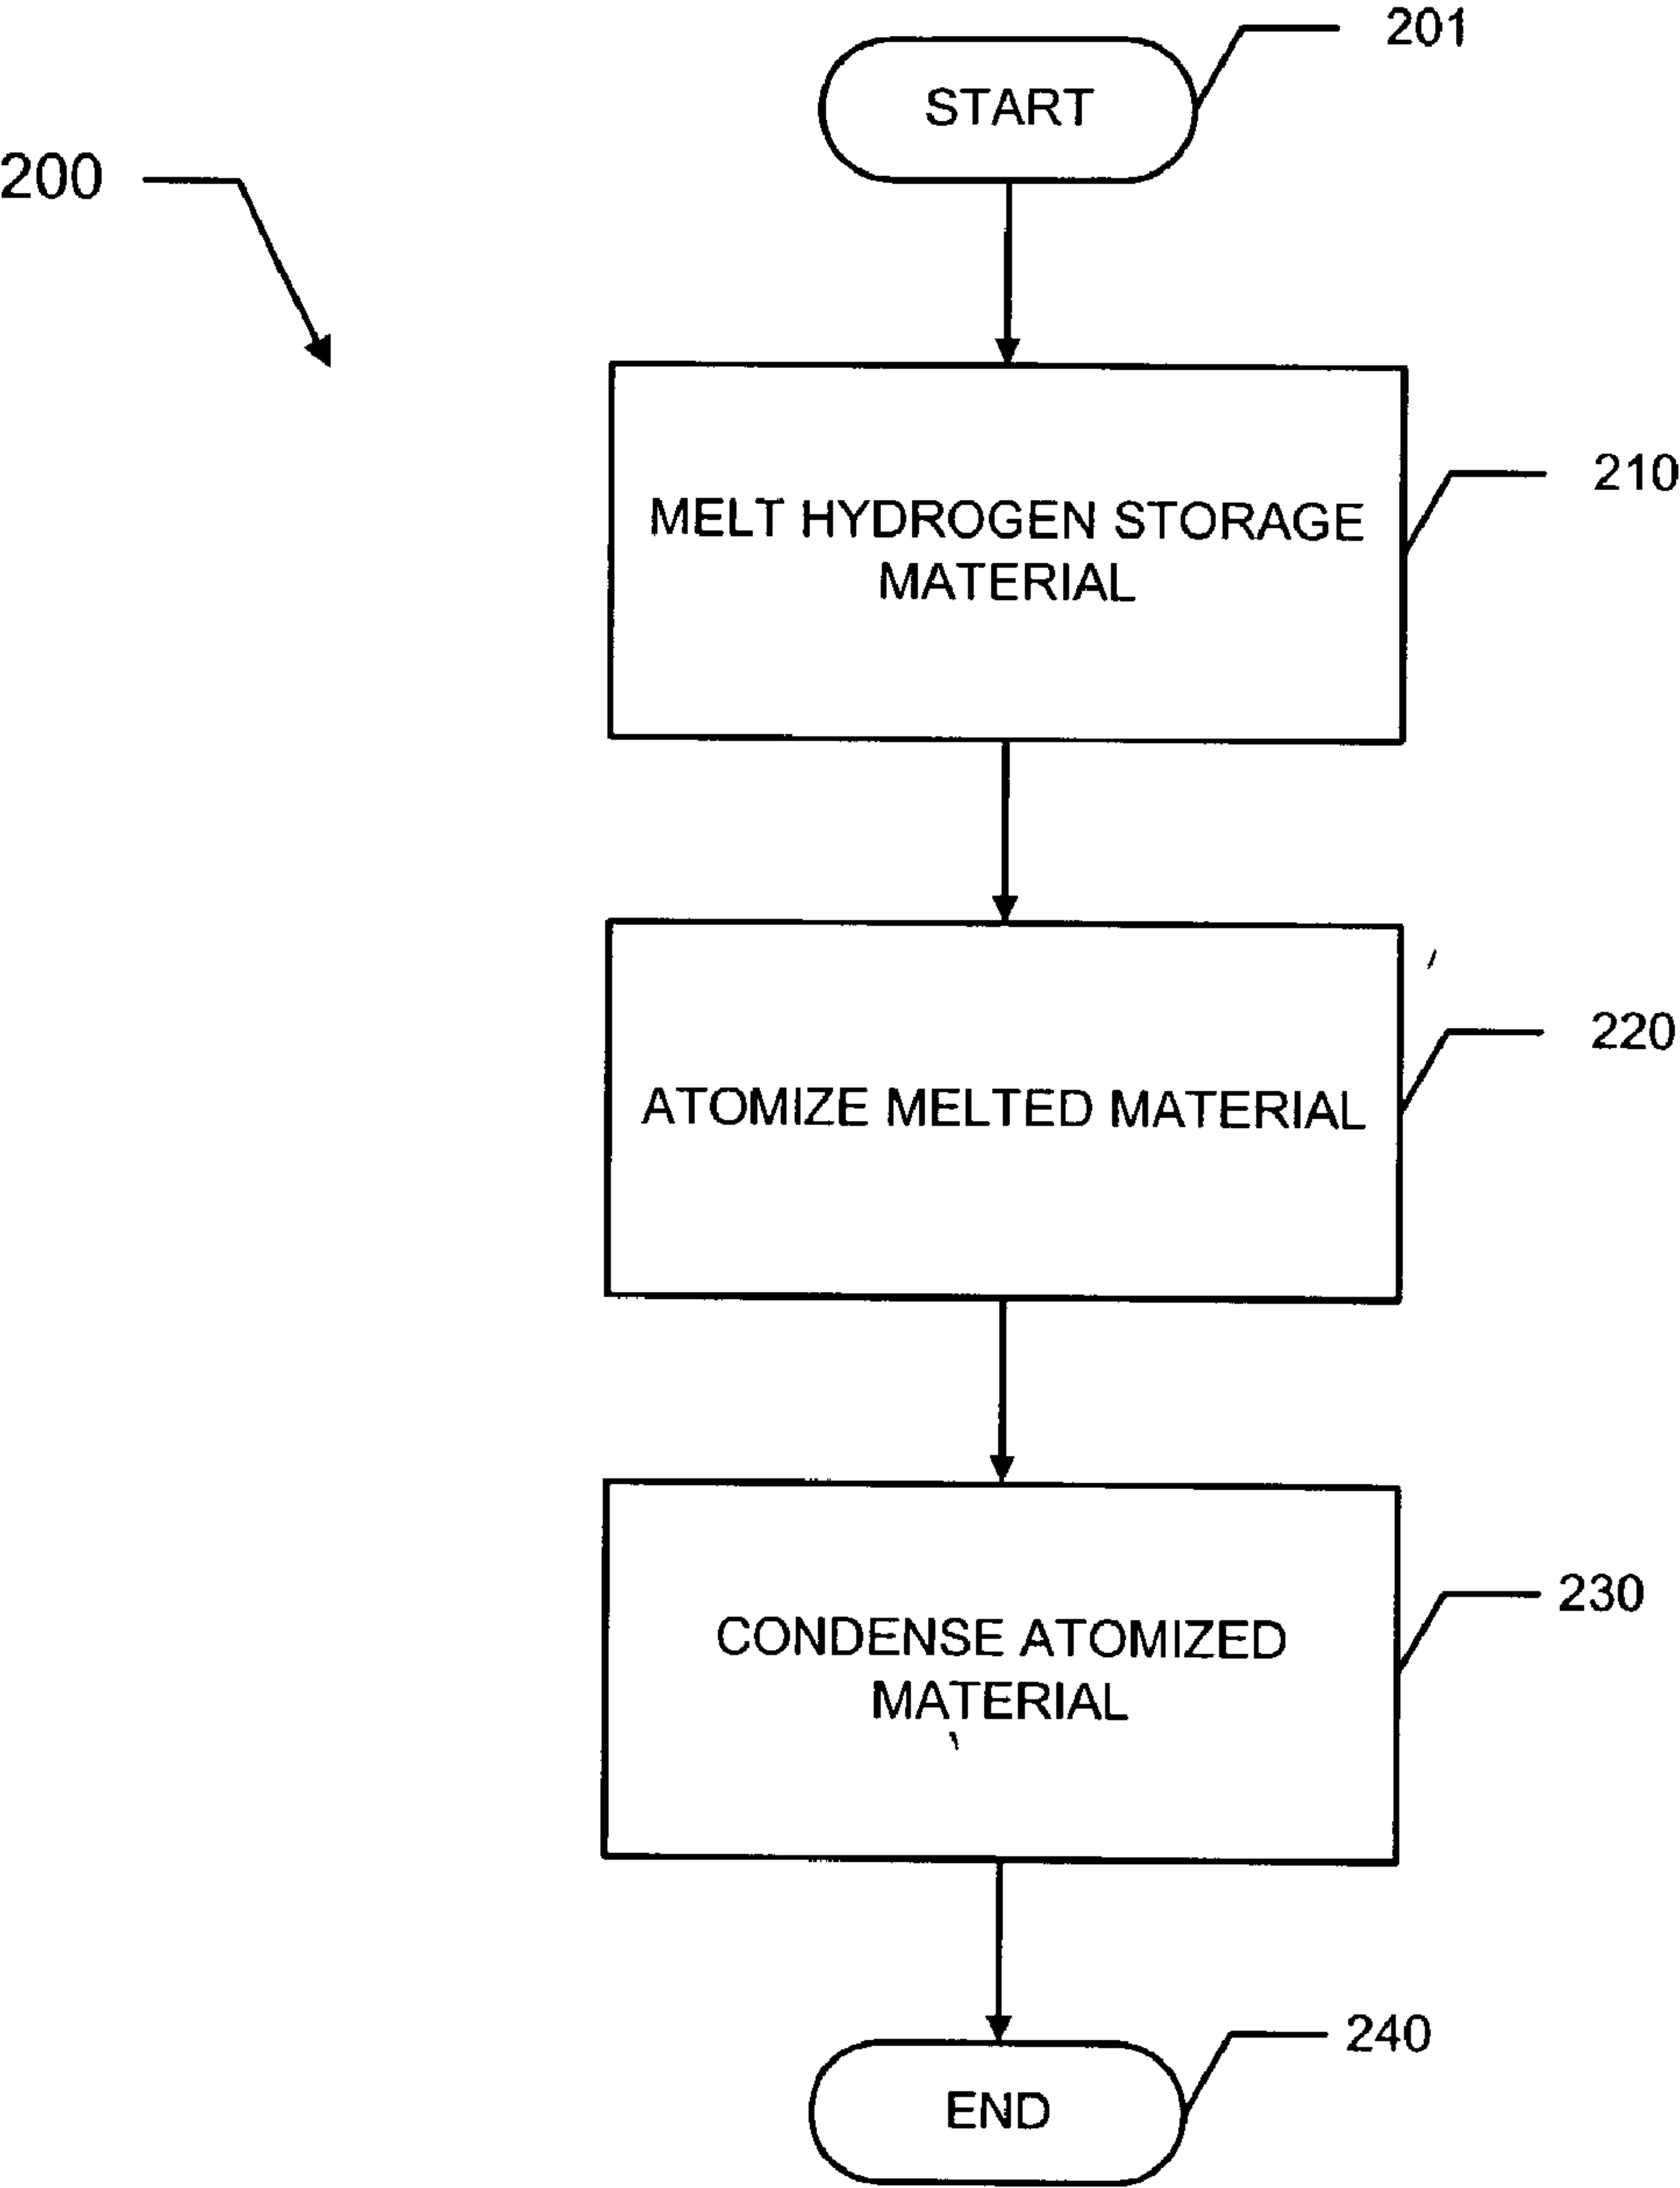 201
START
200
210
MELT HYDROGEN STORAGE
MATERIAL
220
ATOMIZE MELTED MATERIAL
230
CONDENSE ATOMIZED
MATERIAL
240
END